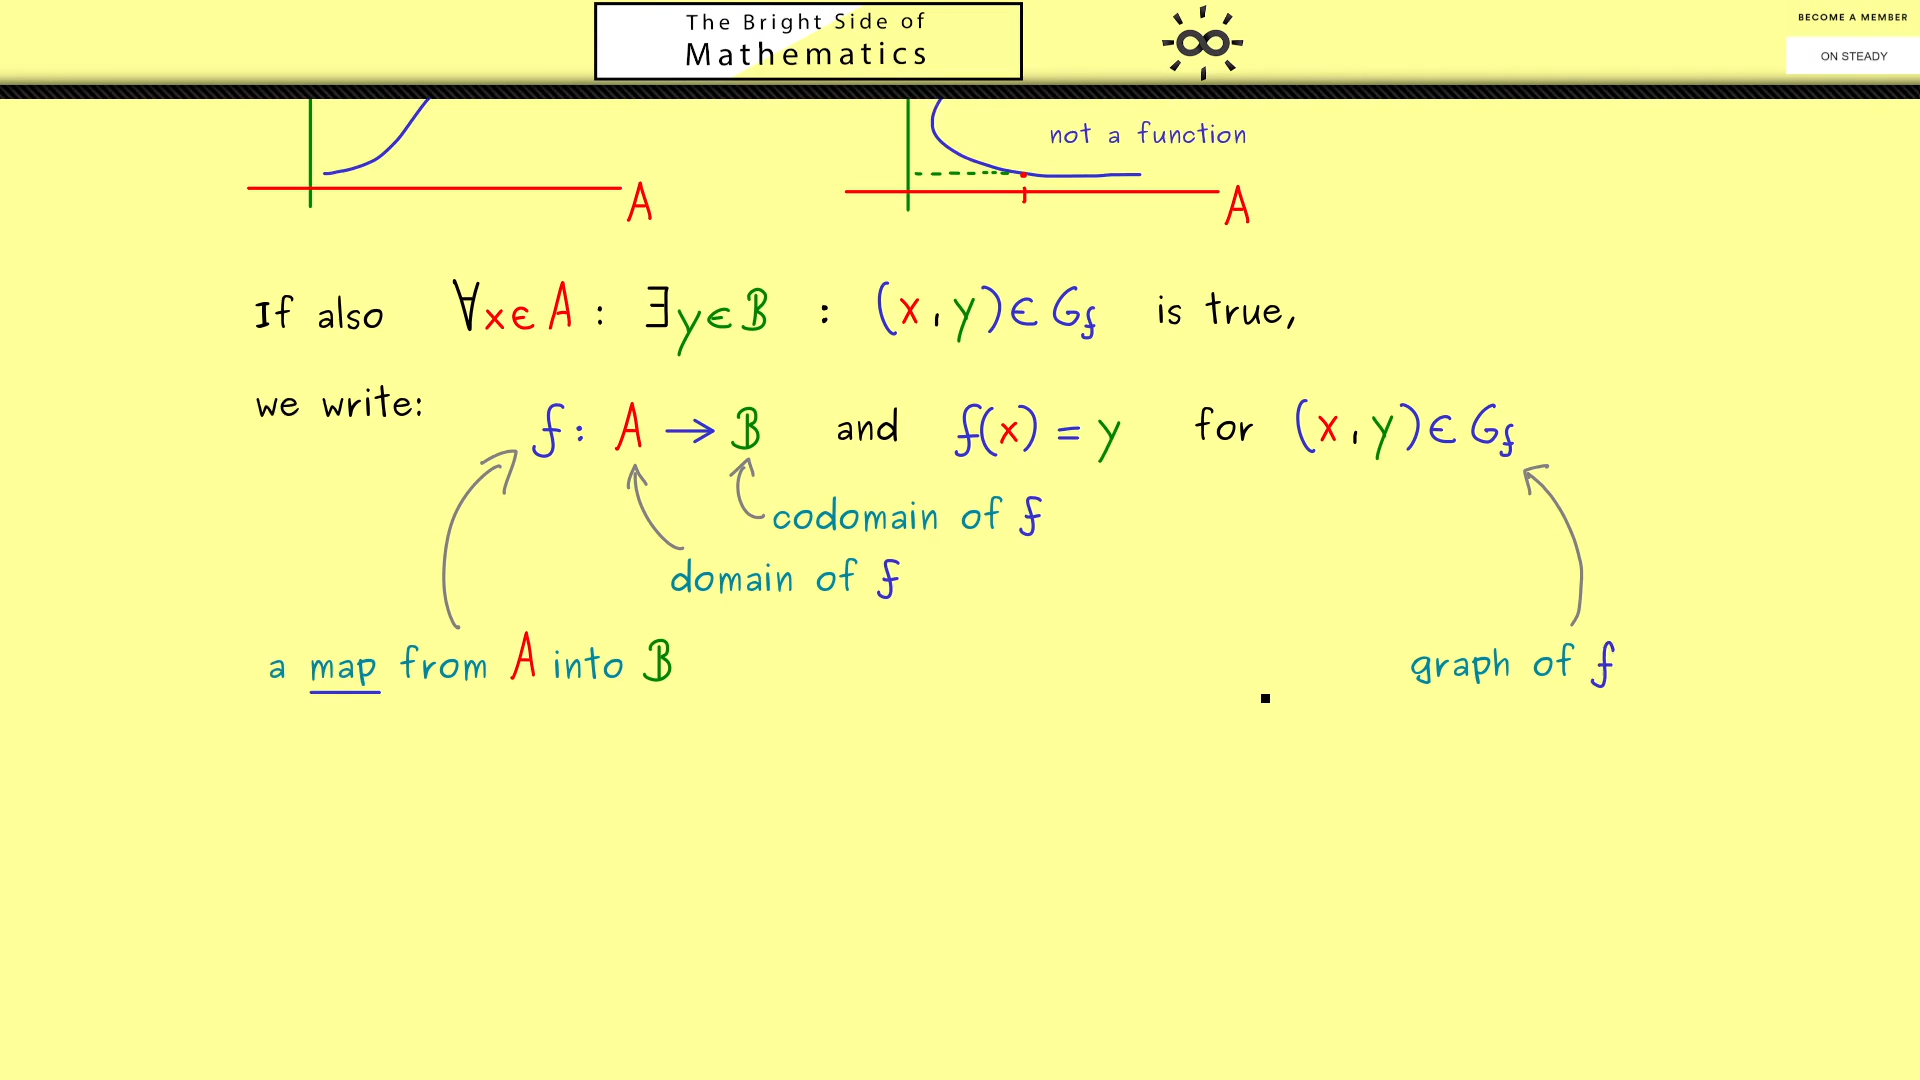 The Bright Side of
Mathematics
BECOME A MEMBER
ON STEADY
not a function
A
A
If also ∀x∈A : ∃y∈B : (x,y)∈G_f is true,
we write: f: A → B and f(x) = y for (x,y)∈G_f
codomain of f
domain of f
a map from A into B
graph of f